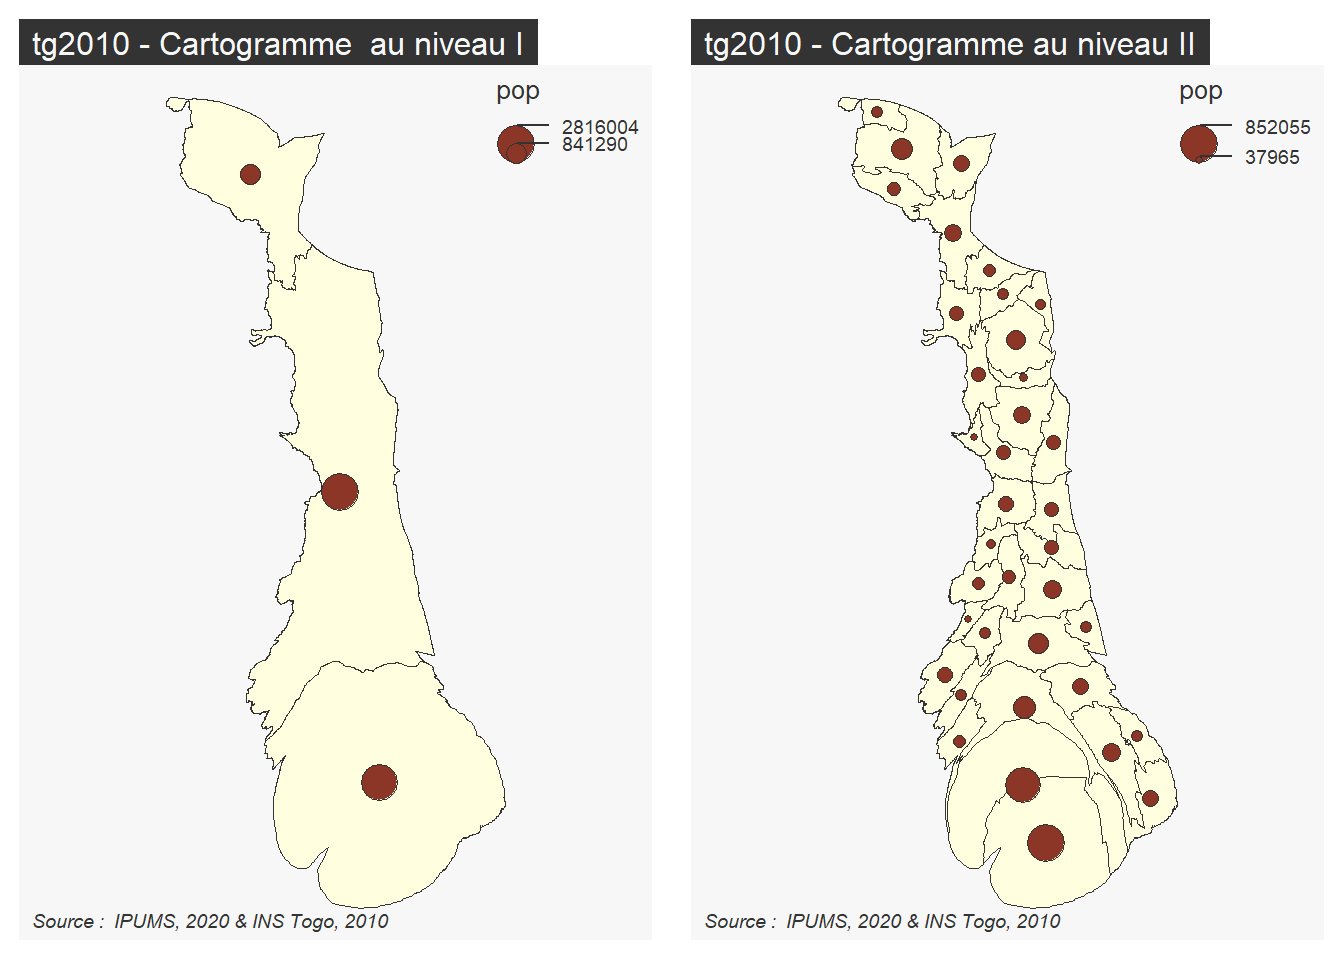 tg2010 - Cartogramme  au niveau I
pop
2816004
841290
Source :  IPUMS, 2020 & INS Togo, 2010
tg2010 - Cartogramme au niveau II
pop
852055
37965
Source :  IPUMS, 2020 & INS Togo, 2010